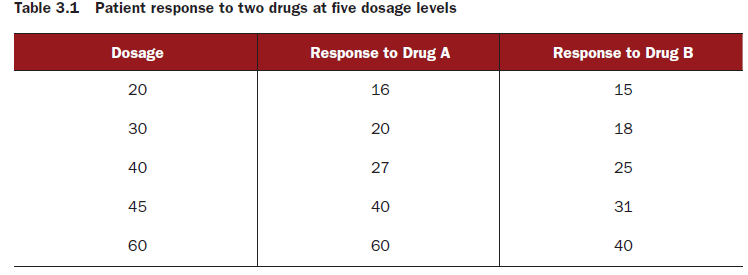 Table 3.1 Patient response to two drugs at five dosage levels
Dosage Response to Drug A Response to Drug B
20 16 15
30 20 18
40 27 25
45 40 31
60 60 40